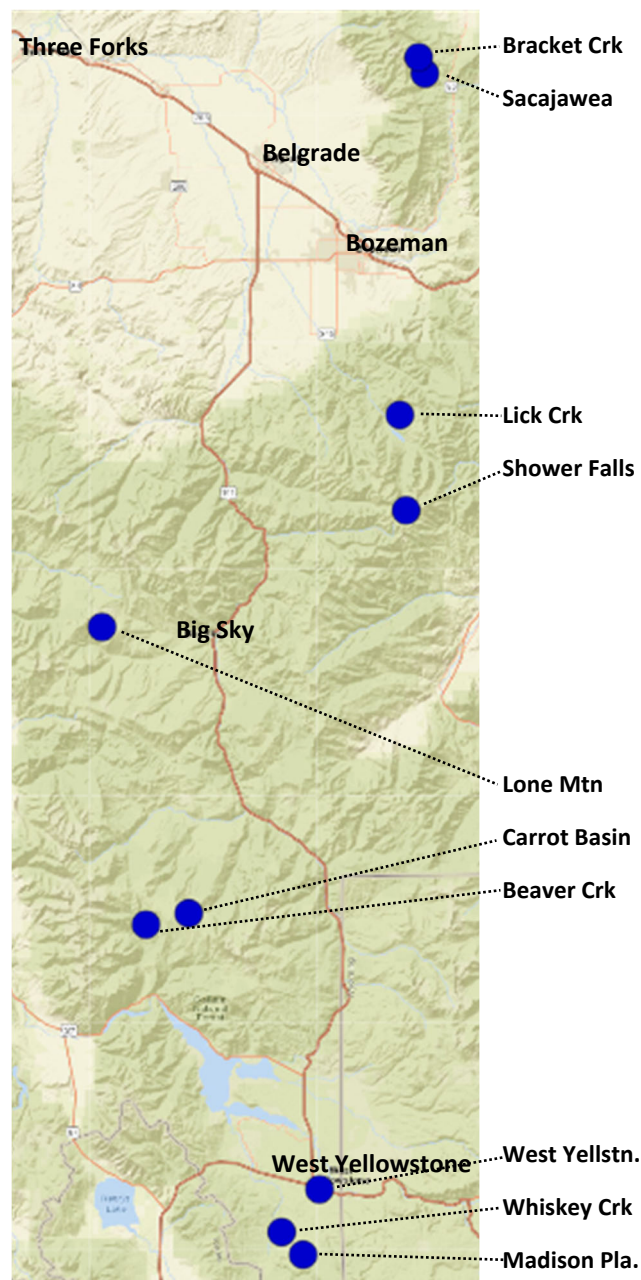 Three Forks
Bracket Crk
Sacajawea
Belgrade
Bozeman
Lick Crk
Shower Falls
Big Sky
Lone Mtn
Carrot Basin
Beaver Crk
West Yellowstone
West Yellstn.
Whiskey Crk
Madison Pla.